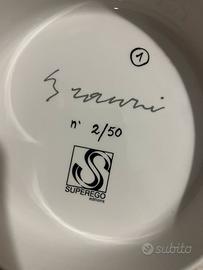 1
n° 2/50
S
SUPEREGO
editions
subito